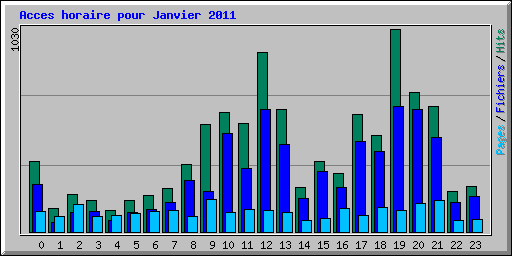 Acces horaire pour Janvier 2011
1030
Pages / Fichiers / Hits
0 1 2 3 4 5 6 7 8 9 10 11 12 13 14 15 16 17 18 19 20 21 22 23